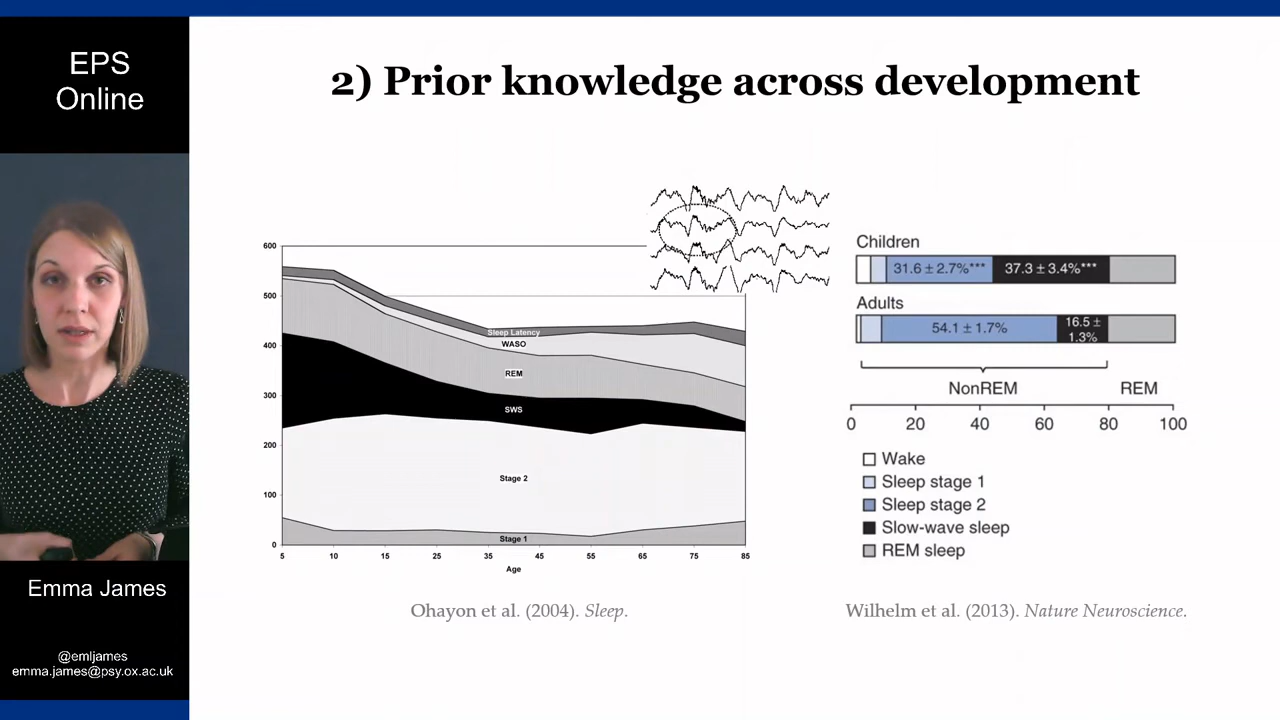 EPS
Online
2) Prior knowledge across development
600
500
400
300
200
100
0
Sleep Latency
WASO
REM
SWS
Stage 2
Stage 1
5 10 15 25 35 45 55 65 75 85
Age
Ohayon et al. (2004). Sleep.
Children
31.6 ± 2.7%*** 37.3 ± 3.4%***
Adults
54.1 ± 1.7% 16.5 ±
1.3%
NonREM REM
0 20 40 60 80 100
Wake
Sleep stage 1
Sleep stage 2
Slow-wave sleep
REM sleep
Wilhelm et al. (2013). Nature Neuroscience.
Emma James
@emljames
emma.james@psy.ox.ac.uk